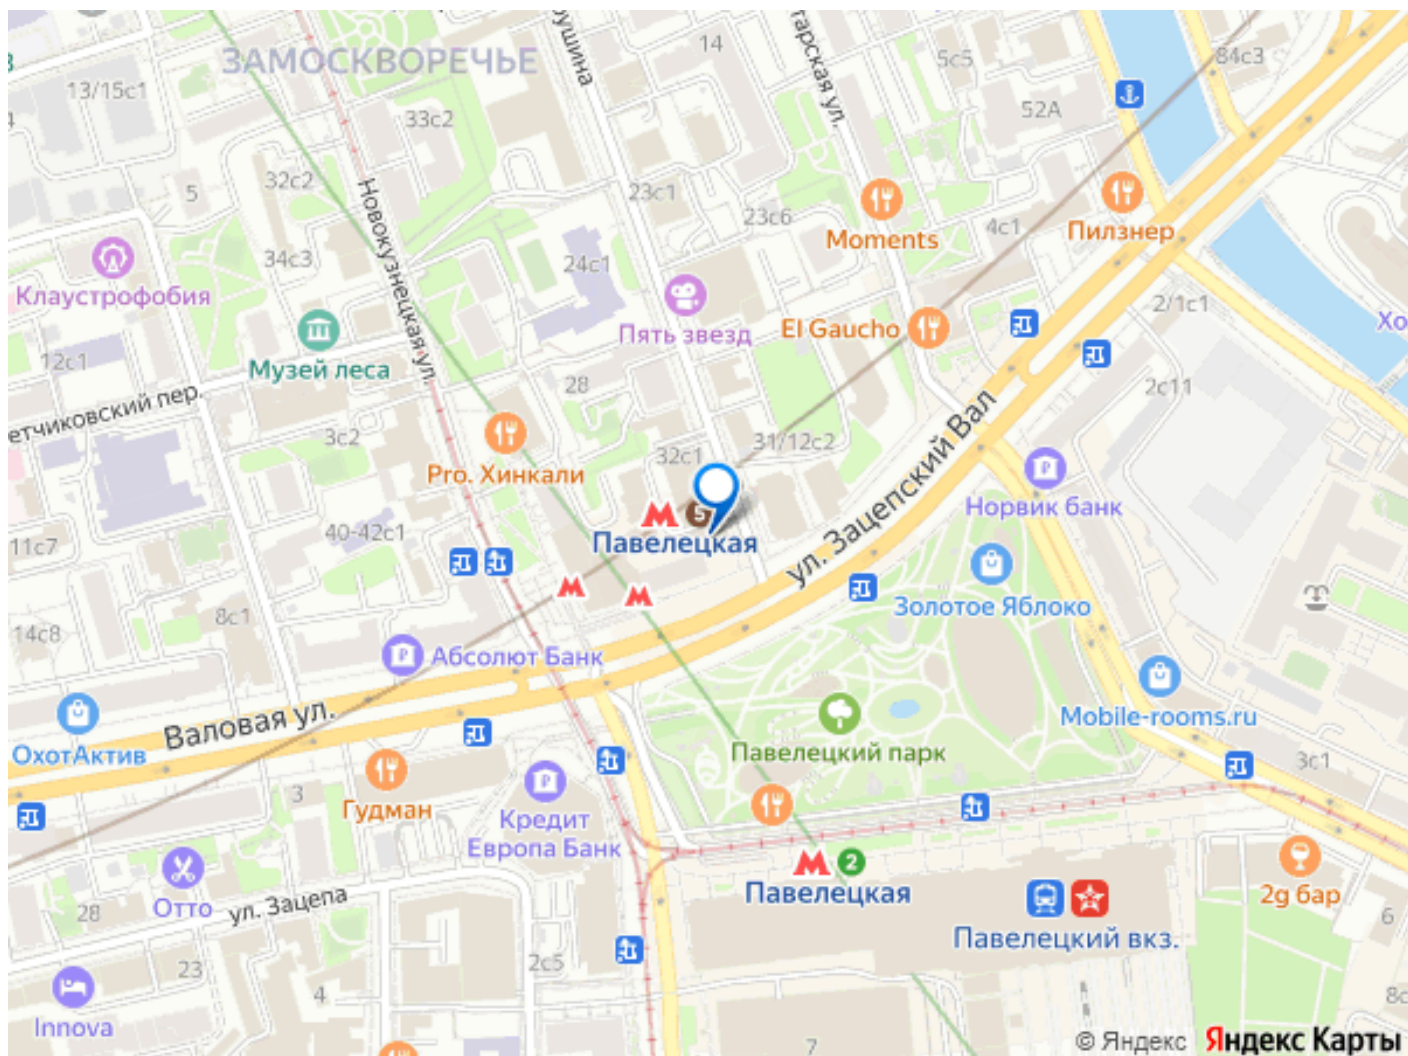 ЗАМОСКВОРЕЧЬЕ
14
5с5
84с3
13/15с1
33с2
52А
Новокузнецкая ул.
5
32с2
23с1
23с6
4с1
Moments
Пилзнер
34с3
24с1
Клаустрофобия
2/1с1
Пять звезд
El Gaucho
Музей леса
12с1
28
2с11
3с2
Pro. Хинкали
32с1
31/12с2
ул. Зацепский Вал
Норвик банк
5
Павелецкая
11с7
40-42с1
Золотое Яблоко
14с8
8с1
Абсолют Банк
Валовая ул.
ОхотАктив
Mobile-rooms.ru
Павелецкий парк
3с1
3
Гудман
Кредит
Европа Банк
2
Павелецкая
2g бар
28
Отто
ул. Зацепа
6
Павелецкий вкз.
23
2с5
4
Innova
7
© Яндекс Яндекс Карты